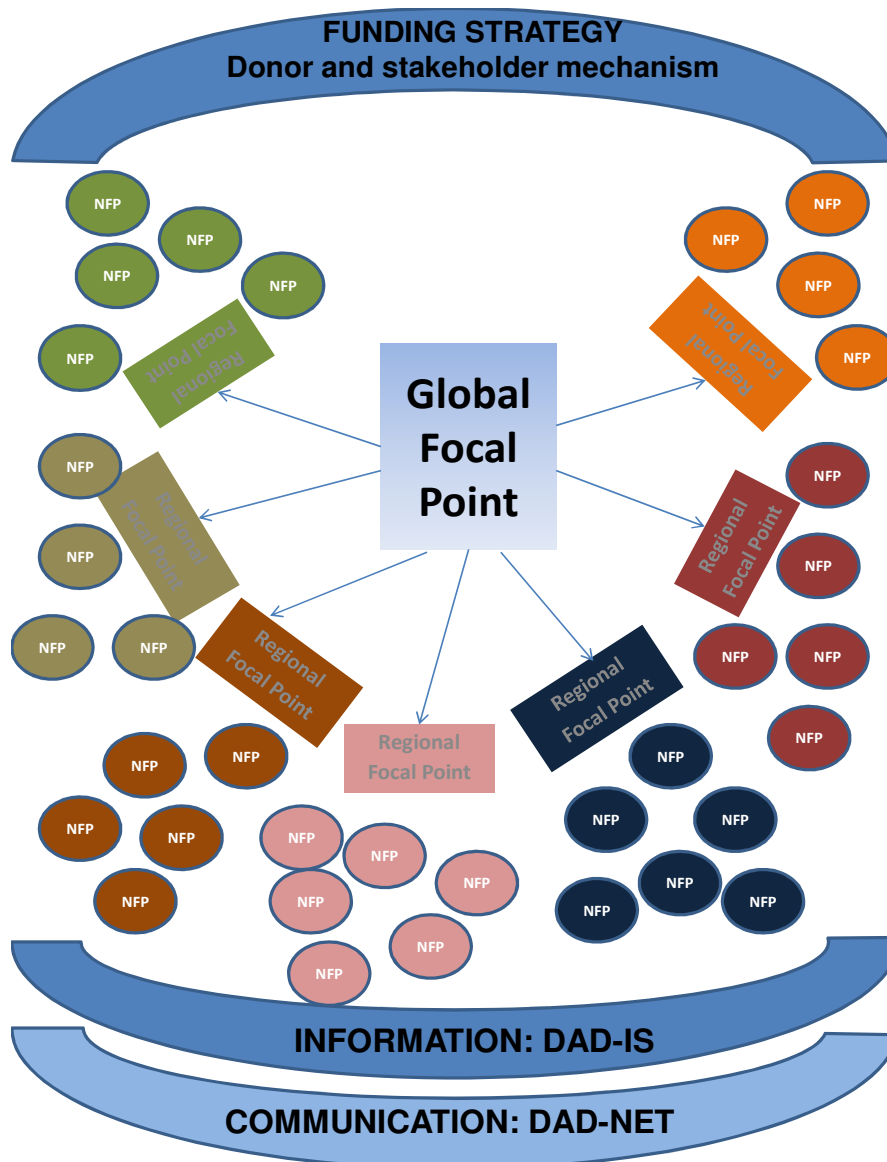 FUNDING STRATEGY
Donor and stakeholder mechanism
NFP
NFP
NFP
NFP
NFP
Regional
Focal Point
NFP
NFP
NFP
NFP
Regional
Focal Point
Global
Focal
Point
NFP
NFP
NFP
NFP
Regional
Focal Point
NFP
NFP
NFP
NFP
NFP
Regional
Focal Point
Regional
Focal Point
NFP
NFP
NFP
NFP
NFP
Regional
Focal Point
NFP
NFP
NFP
NFP
NFP
NFP
Regional
Focal Point
NFP
NFP
NFP
NFP
NFP
NFP
INFORMATION: DAD-IS
COMMUNICATION: DAD-NET